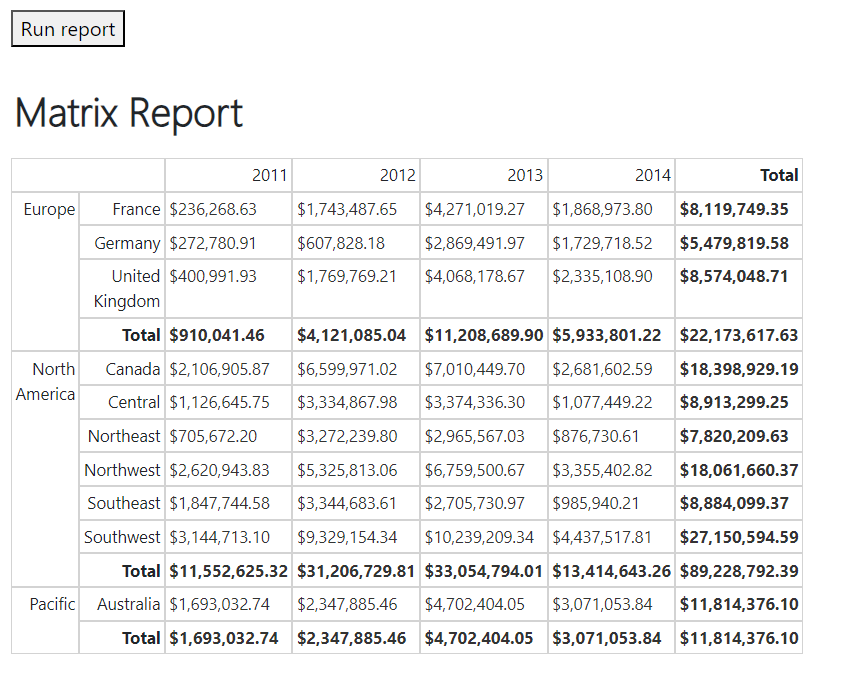 Run report
Matrix Report
2011 2012 2013 2014 Total
Europe France $236,268.63 $1,743,487.65 $4,271,019.27 $1,868,973.80 $8,119,749.35
Germany $272,780.91 $607,828.18 $2,869,491.97 $1,729,718.52 $5,479,819.58
United $400,991.93 $1,769,769.21 $4,068,178.67 $2,335,108.90 $8,574,048.71
Kingdom
Total $910,041.46 $4,121,085.04 $11,208,689.90 $5,933,801.22 $22,173,617.63
North Canada $2,106,905.87 $6,599,971.02 $7,010,449.70 $2,681,602.59 $18,398,929.19
America Central $1,126,645.75 $3,334,867.98 $3,374,336.30 $1,077,449.22 $8,913,299.25
Northeast $705,672.20 $3,272,239.80 $2,965,567.03 $876,730.61 $7,820,209.63
Northwest $2,620,943.83 $5,325,813.06 $6,759,500.67 $3,355,402.82 $18,061,660.37
Southeast $1,847,744.58 $3,344,683.61 $2,705,730.97 $985,940.21 $8,884,099.37
Southwest $3,144,713.10 $9,329,154.34 $10,239,209.34 $4,437,517.81 $27,150,594.59
Total $11,552,625.32 $31,206,729.81 $33,054,794.01 $13,414,643.26 $89,228,792.39
Pacific Australia $1,693,032.74 $2,347,885.46 $4,702,404.05 $3,071,053.84 $11,814,376.10
Total $1,693,032.74 $2,347,885.46 $4,702,404.05 $3,071,053.84 $11,814,376.10